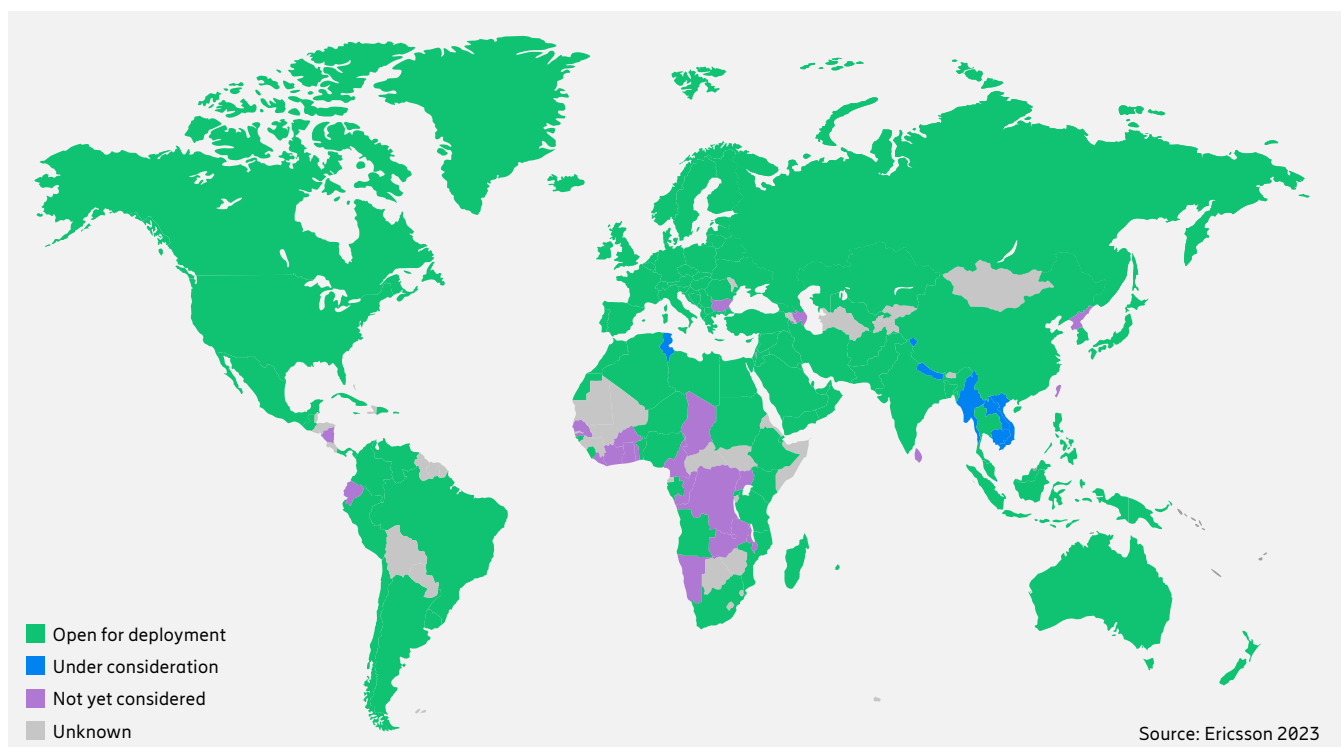 Open for deployment
Under consideration
Not yet considered
Unknown
Source: Ericsson 2023